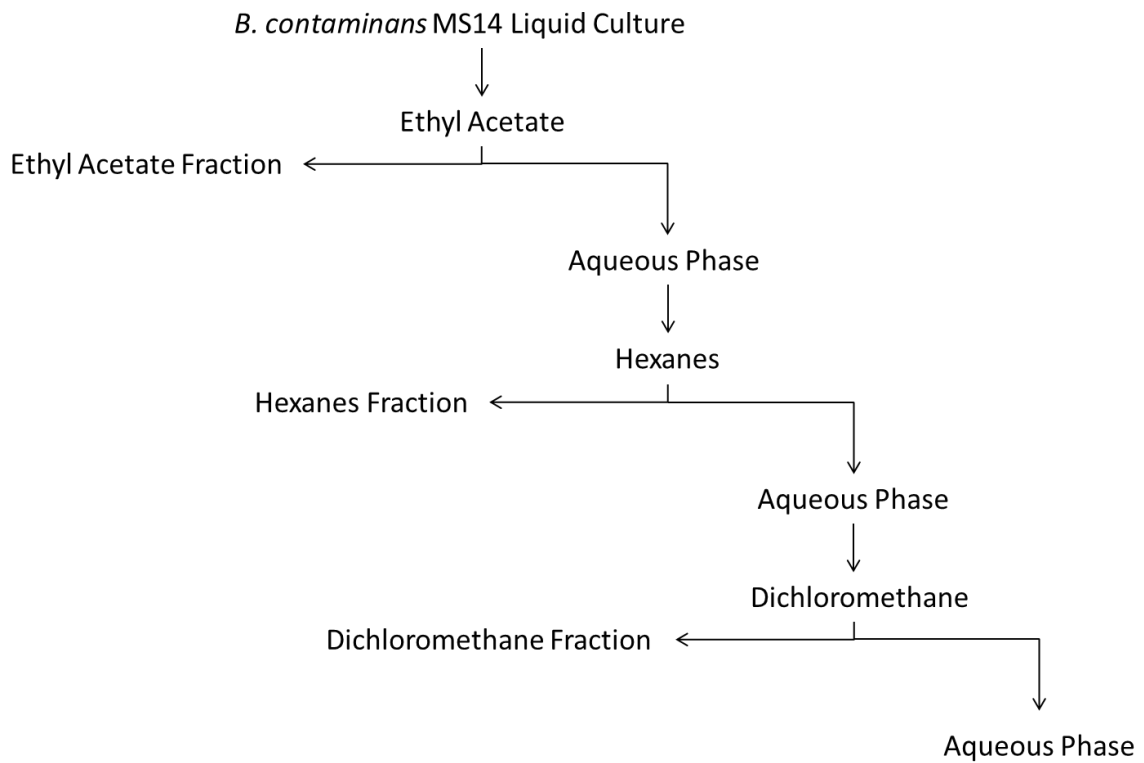 B. contaminans MS14 Liquid Culture
Ethyl Acetate
Ethyl Acetate Fraction
Aqueous Phase
Hexanes
Hexanes Fraction
Aqueous Phase
Dichloromethane
Dichloromethane Fraction
Aqueous Phase